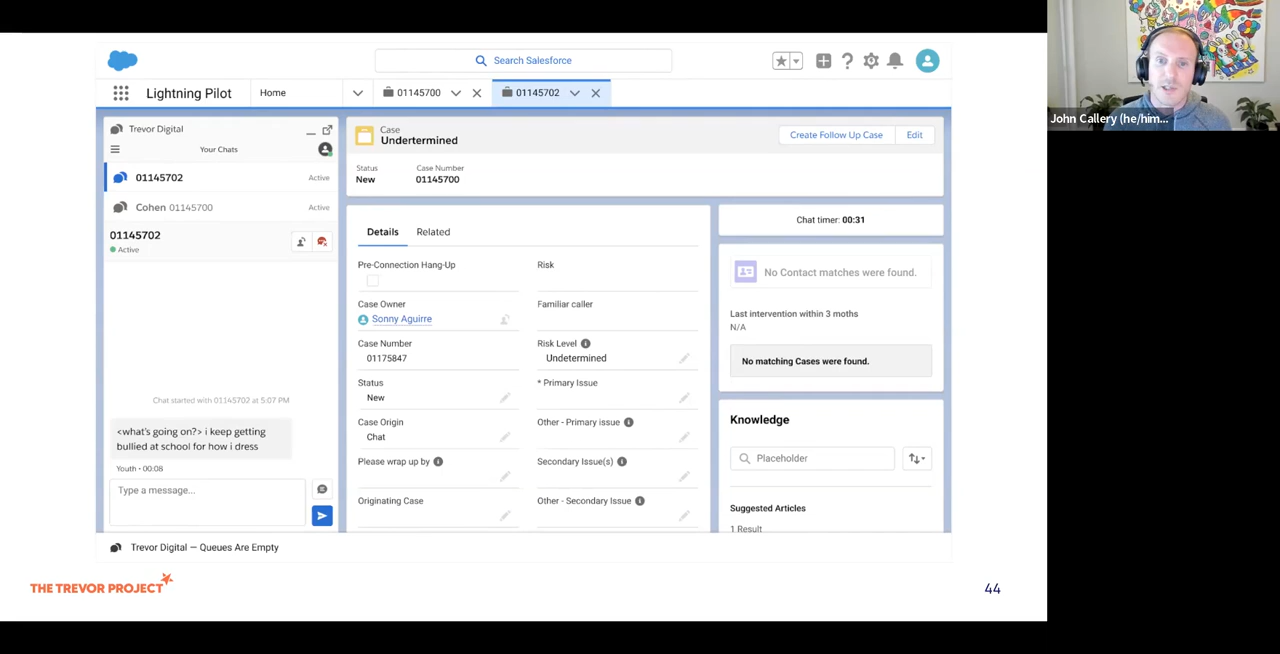 Search Salesforce
Lightning Pilot
Home
01145700
01145702
Trevor Digital
Your Chats
01145702
Active
Cohen 01145700
Active
01145702
Active
Chat started with 01145702 at 5:07 PM
<what's going on?> i keep getting
bullied at school for how i dress
Youth • 00:08
Type a message...
Case
Undertermined
Create Follow Up Case
Edit
Status
New
Case Number
01145700
Details
Related
Pre-Connection Hang-Up
Case Owner
Sonny Aguirre
Case Number
01175847
Status
New
Case Origin
Chat
Please wrap up by
Originating Case
Risk
Familiar caller
Risk Level
Undetermined
* Primary Issue
Other - Primary issue
Secondary Issue(s)
Other - Secondary Issue
Chat timer: 00:31
No Contact matches were found.
Last intervention within 3 moths
N/A
No matching Cases were found.
Knowledge
Placeholder
Suggested Articles
1 Result
Trevor Digital — Queues Are Empty
THE TREVOR PROJECT
44
John Callery (he/him...